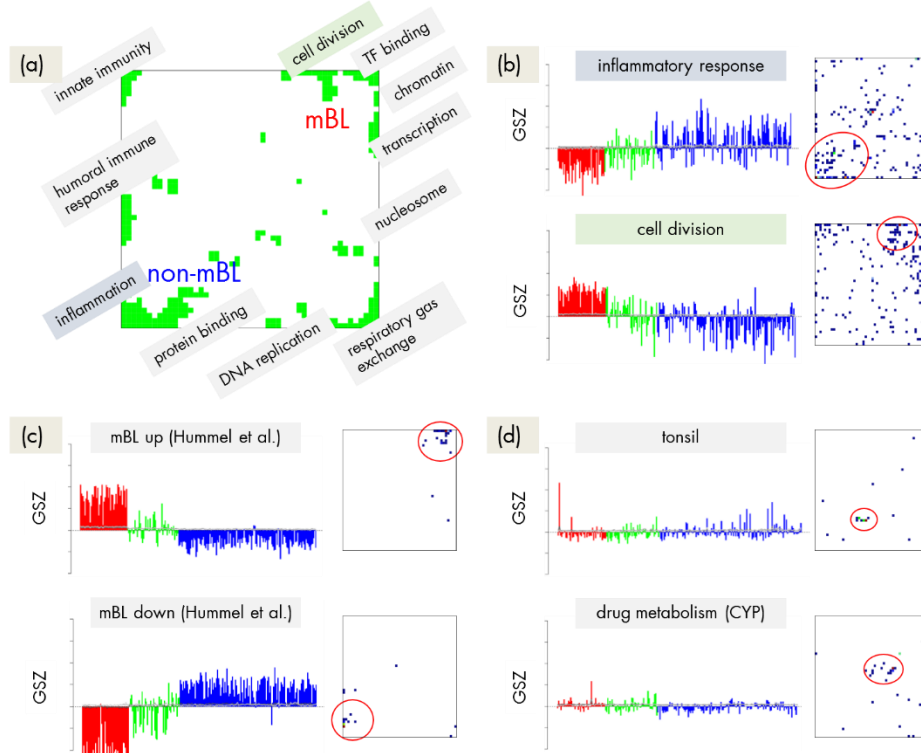 (a)
innate immunity
cell division
TF binding
chromatin
transcription
mBL
humoral immune
response
nucleosome
non-mBL
inflammation
protein binding
DNA replication
respiratory gas
exchange
(b)
inflammatory response
GSZ
cell division
GSZ
(c)
mBL up (Hummel et al.)
GSZ
mBL down (Hummel et al.)
GSZ
(d)
tonsil
GSZ
drug metabolism (CYP)
GSZ